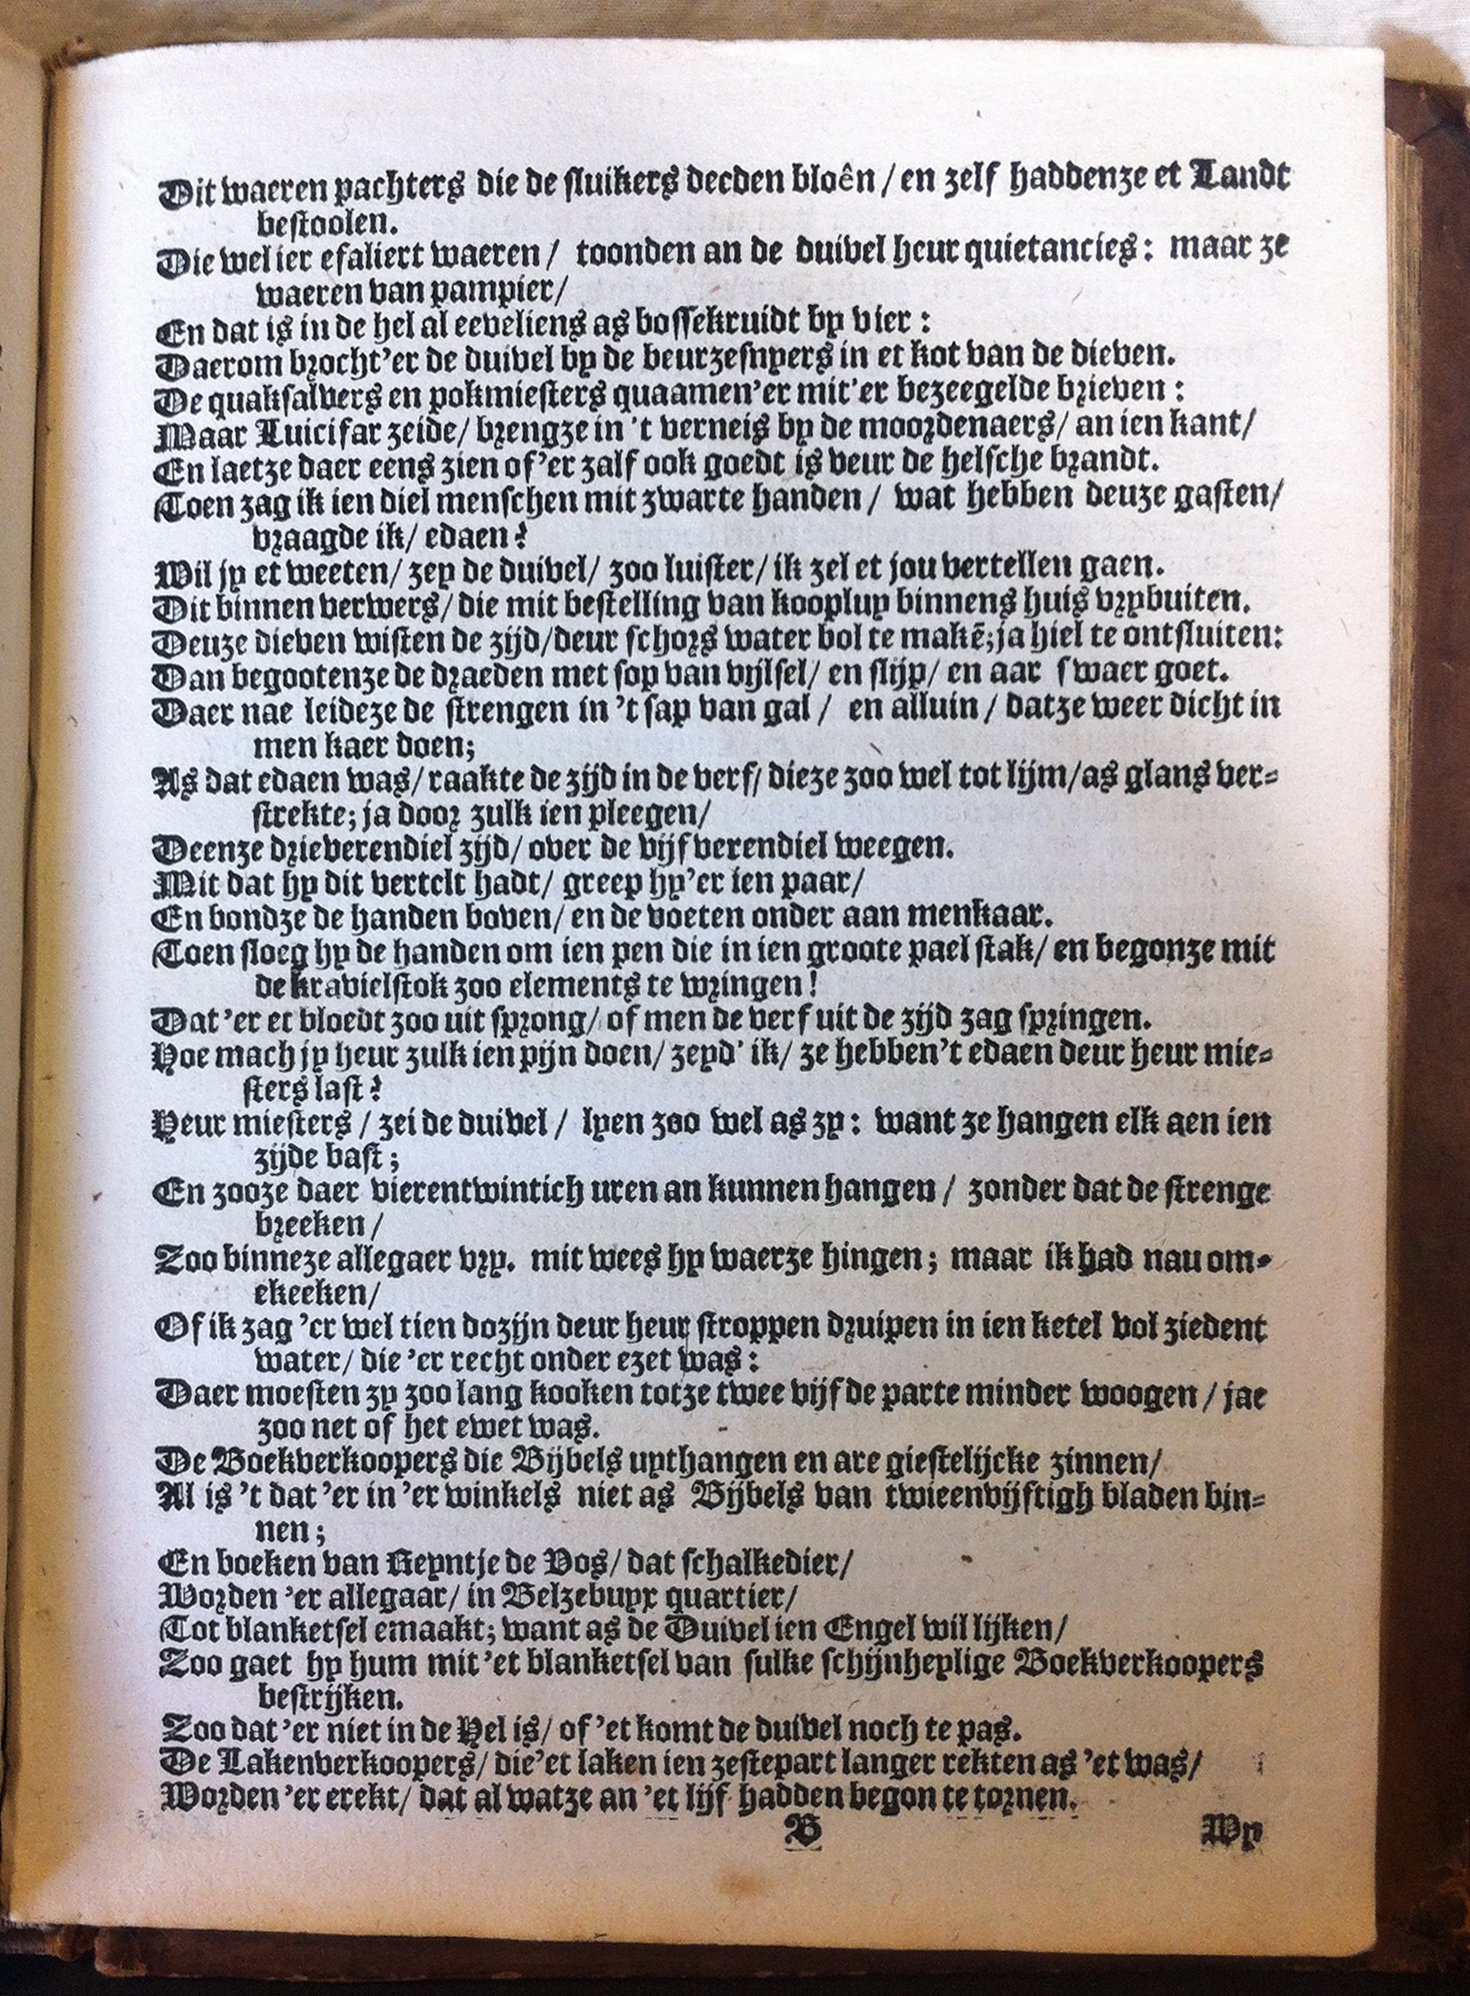 Dit waeren pachters die de sluikers deeden bloên / en zelf haddenze et Landt
bestoolen.
Die wel ier efaliert waeren / toonden an de duivel heur quietancies : maar ze
waeren van pampier /
En dat is in de hel al eeveliens as bossekruidt by vier :
Daerom brocht'er de duivel by de beurzesnyers in et kot van de dieven.
De quaksalvers en pokmiesters quaamen'er mit'er bezeegelde brieven :
Maar Luicifar zeide / brengze in 't verneis by de moordenaers / an ien kant /
En laetze daer eens zien of'er zalf ook goedt is veur de helsche brandt.
Toen zag ik ien diel menschen mit zwarte handen / wat hebben deuze gasten /
vraagde ik / edaen ?
Wil jy et weeten / zey de duivel / zoo luister / ik zel et jou vertellen gaen.
Dit binnen verwers / die mit bestelling van kooplup binnens huis vrybuiten.
Deuze dieven wisten de zijd / deur schors water bol te makē; ja hiel te ontsluiten:
Dan begootenze de draeden met sop van vijlsel / en slijp / en aar swaer goet.
Daer nae leideze de strengen in 't sap van gal / en alluin / datze weer dicht in
men kaer doen;
As dat edaen was / raakte de zijd in de verf / dieze zoo wel tot lijm / as glans ver-
strekte; ja door zulk ien pleegen /
Deenze drieverendiel zijd / over de vijfverendiel weegen.
Mit dat hy dit vertelt hadt / greep hy'er ien paar /
En bondze de handen boven / en de voeten onder aan menkaar.
Toen sloeg hy de handen om ien pen die in ien groote pael stak / en begonze mit
de kravielstok zoo elements te wringen !
Dat 'er et bloedt zoo uit sprong / of men de verf uit de zijd zag springen.
Hoe mach jy heur zulk ien pijn doen / zeyd' ik / ze hebben't edaen deur heur mie-
sters last ?
Heur miesters / zei de duivel / lyen zoo wel as zy : want ze hangen elk aen ien
zijde bast ;
En zooze daer vierentwintich uren an kunnen hangen / zonder dat de strenge
breeken /
Zoo binneze allegaer vry. mit wees hy waerze hingen ; maar ik had nau om-
ekeeken /
Of ik zag 'er wel tien dozijn deur heur stroppen druipen in ien ketel vol ziedent
water / die 'er recht onder ezet was :
Daer moesten zy zoo lang kooken totze twee vijfde parte minder woogen / jae
zoo net of het ewet was.
De Boekverkoopers die Bijbels uythangen en are giestelijcke zinnen /
Al is 't dat 'er in 'er winkels niet as Bijbels van twieenvijftigh bladen bin-
nen ;
En boeken van Reyntje de Vos / dat schalkedier /
Worden 'er allegaar / in Belzebuyx quartier /
Tot blanketsel emaakt; want as de Duivel ien Engel wil lijken /
Zoo gaet hy hum mit 'et blanketsel van sulke schijnheylige Boekverkoopers
bestrijken.
Zoo dat 'er niet in de Hel is / of 'et komt de duivel noch te pas.
De Lakenverkoopers / die'et laken ien zestepart langer rekten as 'et was /
Worden 'er erekt / dat al watze an 'et lijf hadden begon te tornen.
B
Wy